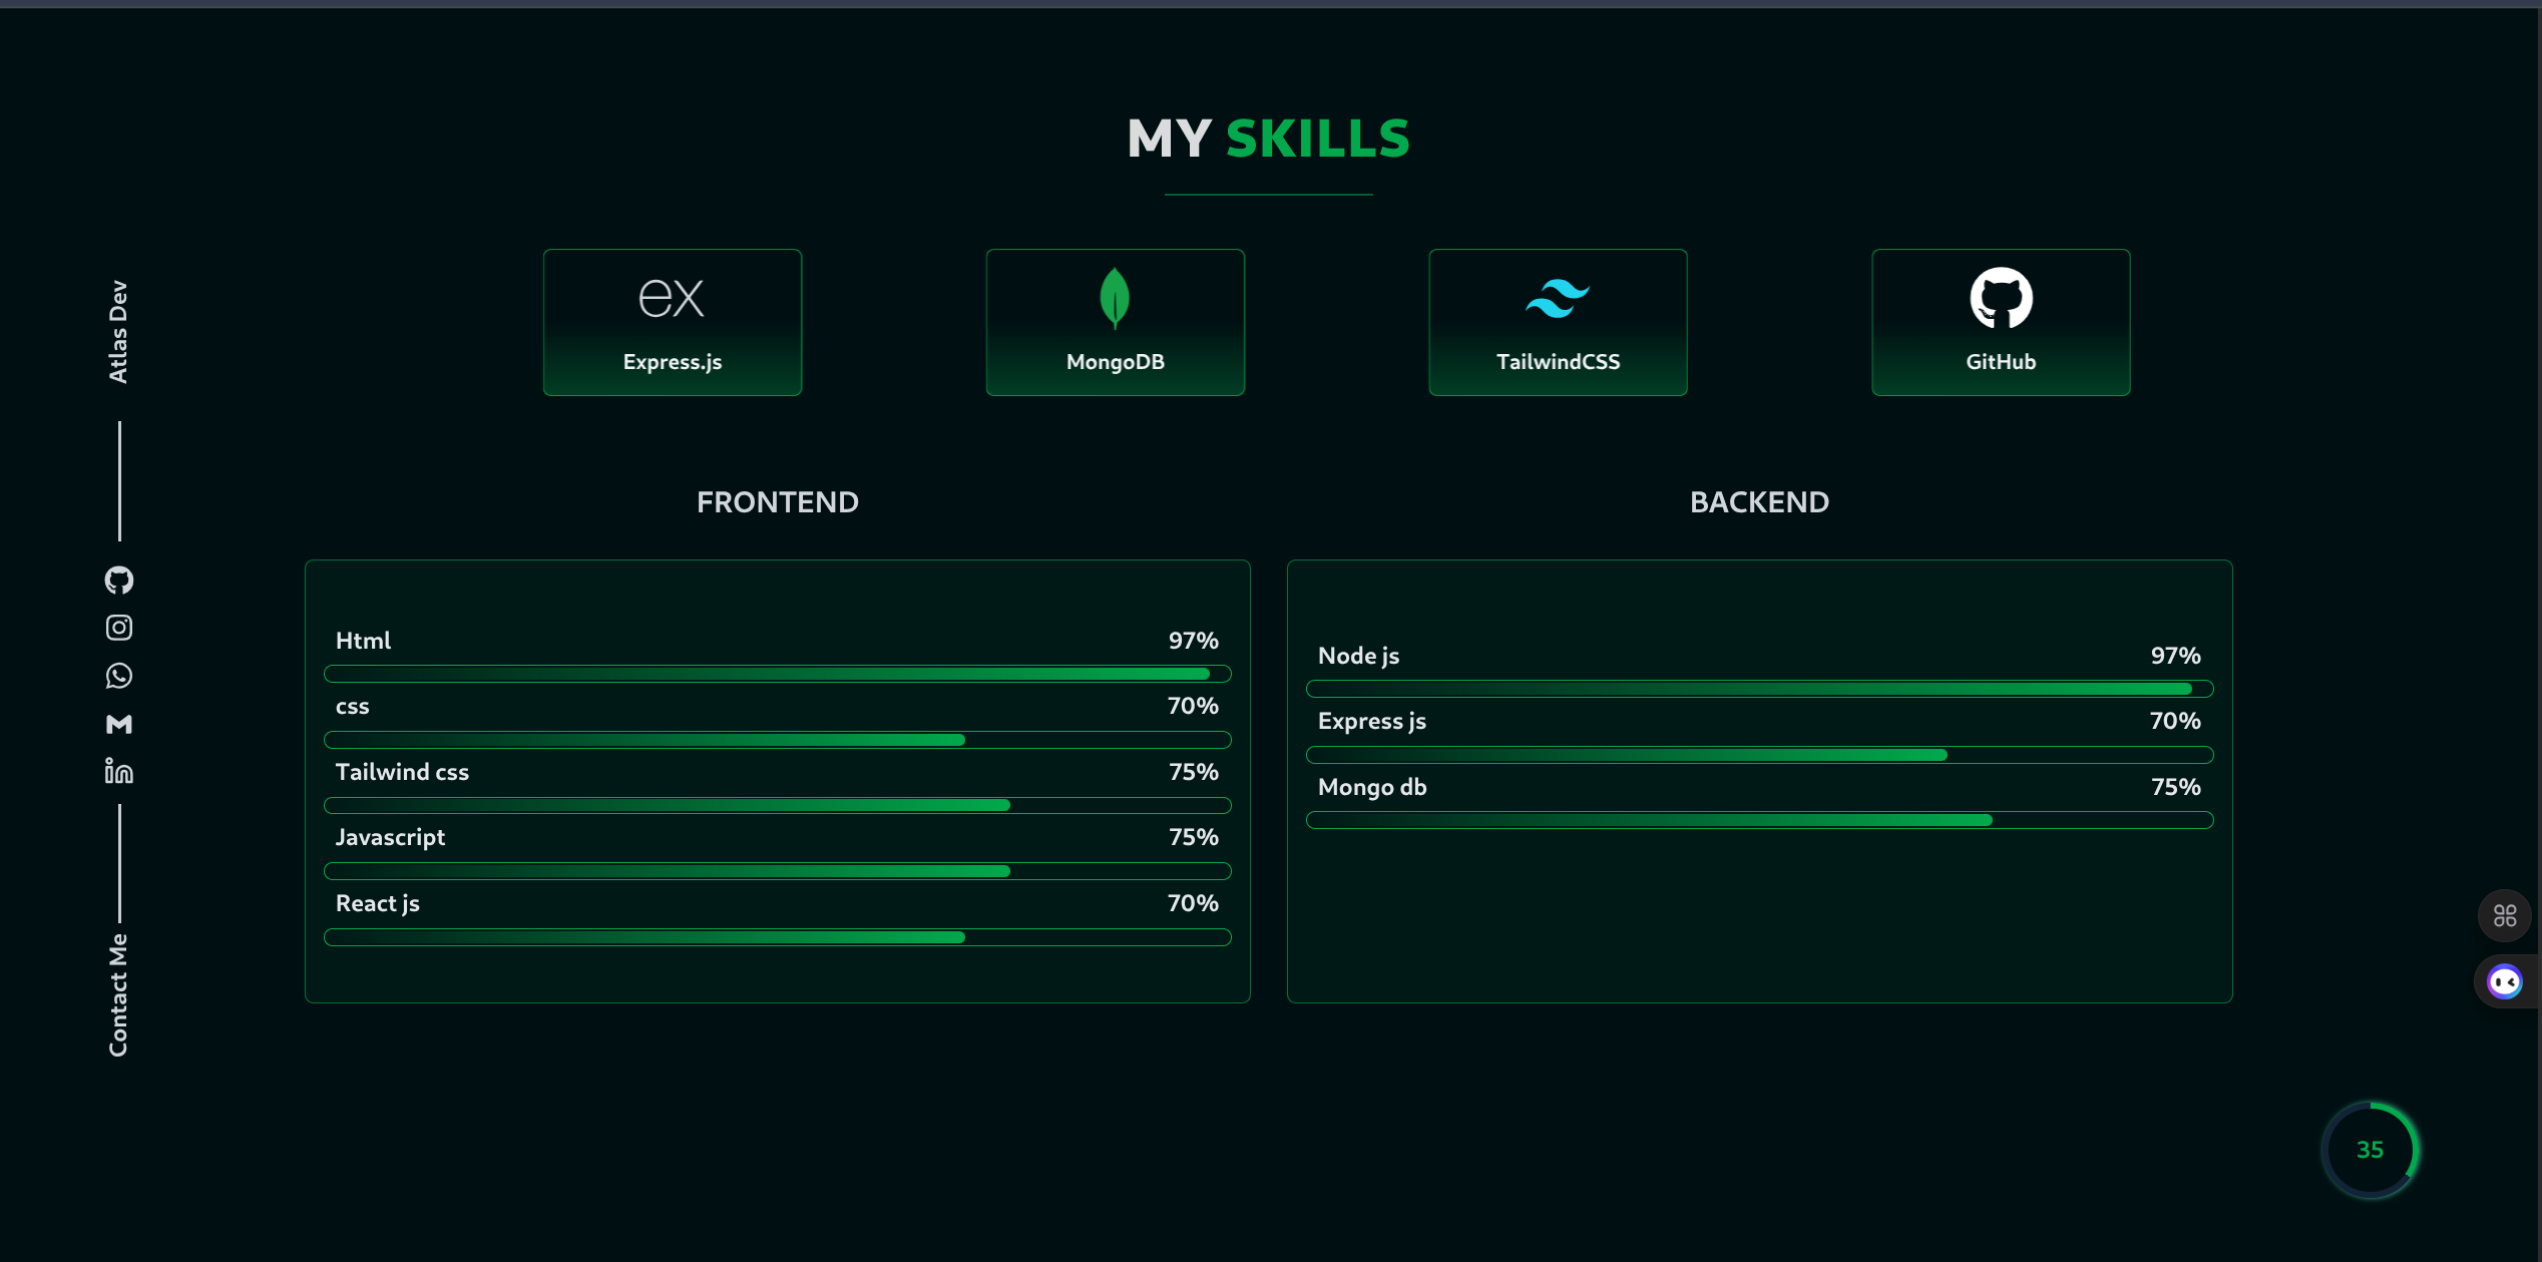 MY SKILLS
ex
Express.js
MongoDB
TailwindCSS
GitHub
Atlas Dev
Contact Me
FRONTEND
Html 97%
css 70%
Tailwind css 75%
Javascript 75%
React js 70%
BACKEND
Node js 97%
Express js 70%
Mongo db 75%
35